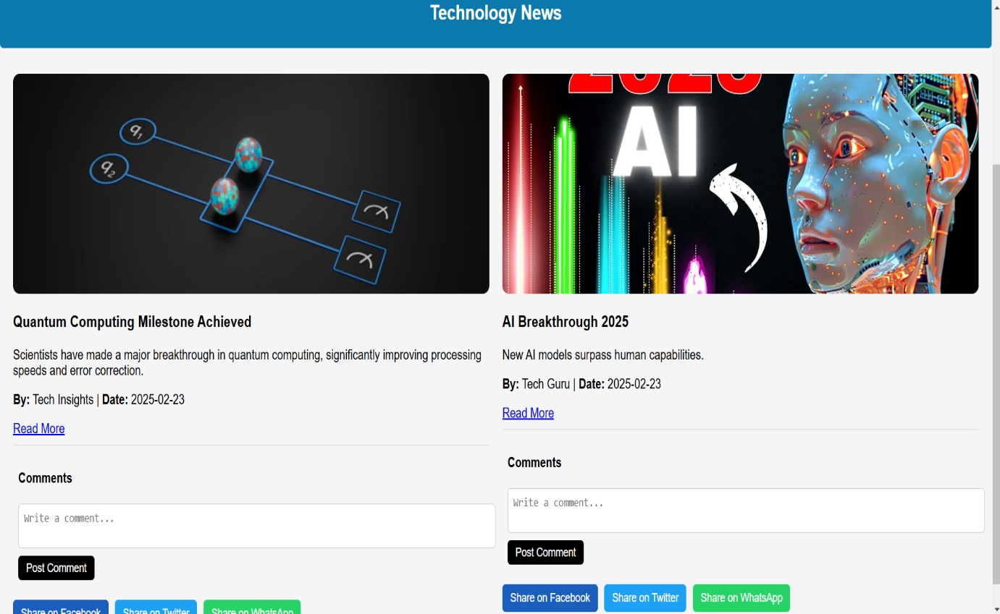 Technology News
q1
q2
2025
AI
Quantum Computing Milestone Achieved
Scientists have made a major breakthrough in quantum computing, significantly improving processing
speeds and error correction.
By: Tech Insights | Date: 2025-02-23
Read More
Comments
Write a comment...
Post Comment
Share on Facebook
Share on Twitter
Share on WhatsApp
AI Breakthrough 2025
New AI models surpass human capabilities.
By: Tech Guru | Date: 2025-02-23
Read More
Comments
Write a comment...
Post Comment
Share on Facebook
Share on Twitter
Share on WhatsApp